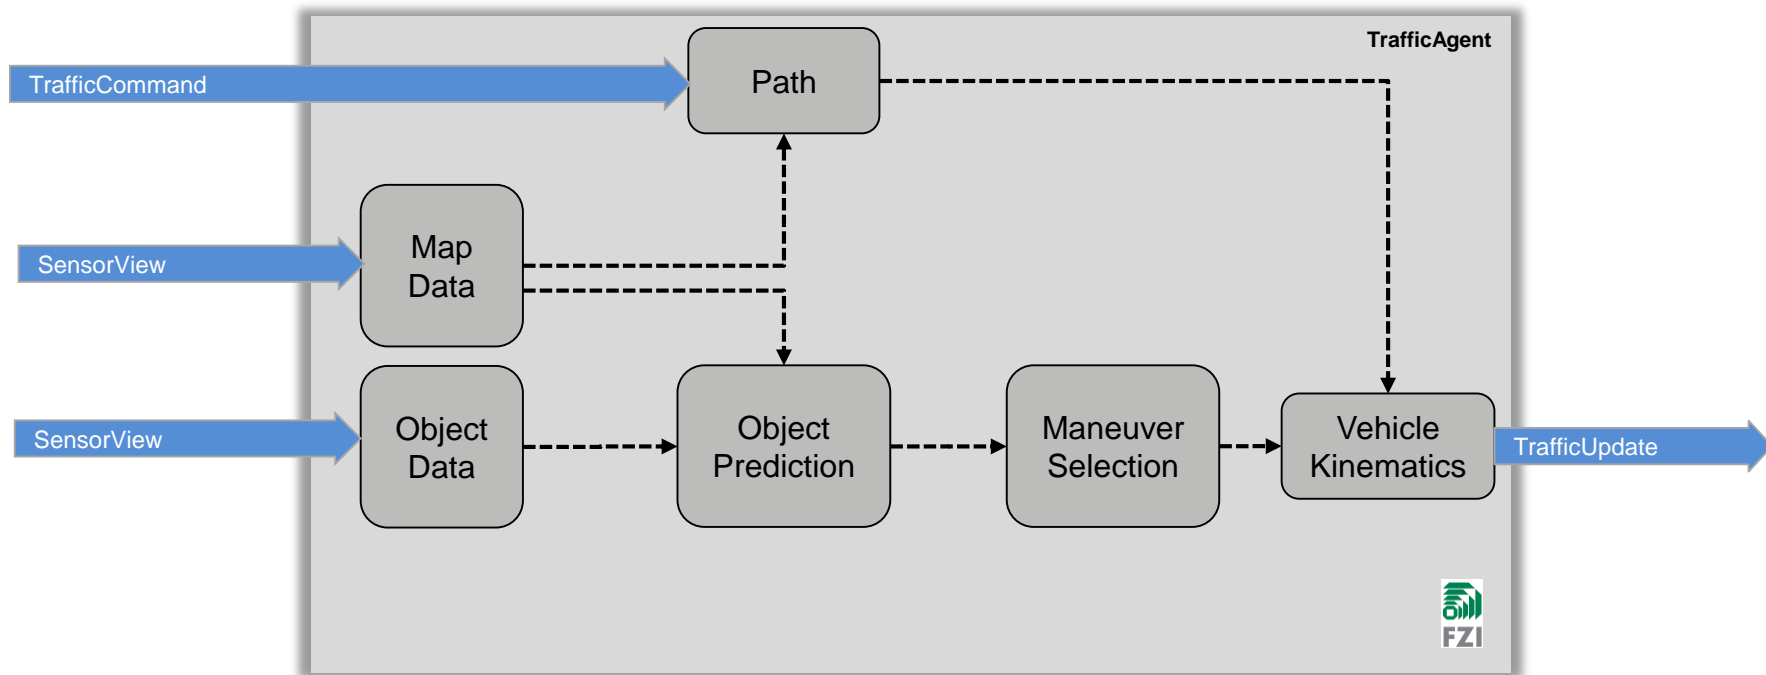 TrafficAgent
TrafficCommand
Path
Map
Data
SensorView
SensorView
Object
Data
Object
Prediction
Maneuver
Selection
Vehicle
Kinematics
TrafficUpdate
FZI